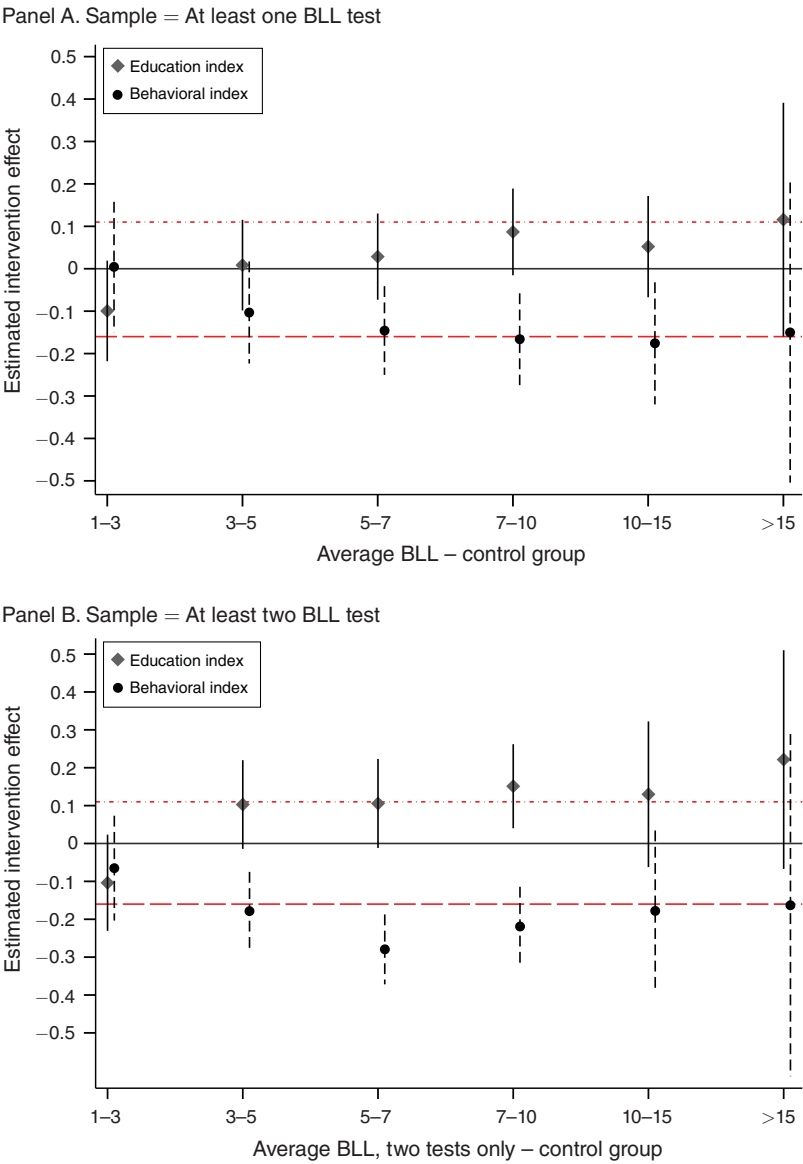 Panel A. Sample = At least one BLL test
Education index
Behavioral index
Estimated intervention effect
0.5
0.4
0.3
0.2
0.1
0
−0.1
−0.2
−0.3
−0.4
−0.5
1–3 3–5 5–7 7–10 10–15 >15
Average BLL – control group
Panel B. Sample = At least two BLL test
Education index
Behavioral index
Estimated intervention effect
0.5
0.4
0.3
0.2
0.1
0
−0.1
−0.2
−0.3
−0.4
−0.5
1–3 3–5 5–7 7–10 10–15 >15
Average BLL, two tests only – control group